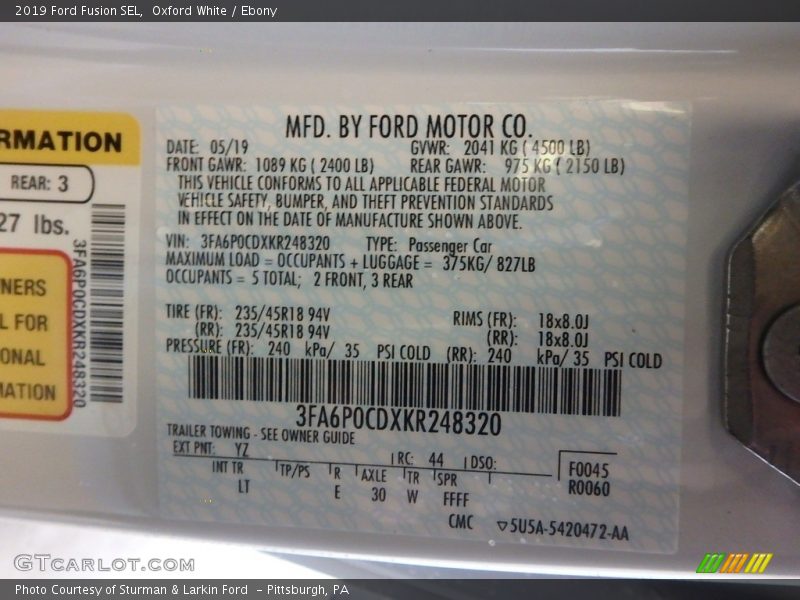 2019 Ford Fusion SEL, Oxford White / Ebony
RMATION
REAR: 3
27 lbs.
3FA6P0CDXKR248320
NERS
L FOR
ONAL
MATION
MFD. BY FORD MOTOR CO.
DATE: 05/19 GVWR: 2041 KG ( 4500 LB)
FRONT GAWR: 1089 KG ( 2400 LB) REAR GAWR: 975 KG ( 2150 LB)
THIS VEHICLE CONFORMS TO ALL APPLICABLE FEDERAL MOTOR
VEHICLE SAFETY, BUMPER, AND THEFT PREVENTION STANDARDS
IN EFFECT ON THE DATE OF MANUFACTURE SHOWN ABOVE.
VIN: 3FA6P0CDXKR248320 TYPE: Passenger Car
MAXIMUM LOAD = OCCUPANTS + LUGGAGE = 375KG/ 827LB
OCCUPANTS = 5 TOTAL; 2 FRONT, 3 REAR
TIRE (FR): 235/45R18 94V RIMS (FR): 18x8.0J
(RR): 235/45R18 94V (RR): 18x8.0J
PRESSURE (FR): 240 kPa/ 35 PSI COLD (RR): 240 kPa/ 35 PSI COLD
3FA6P0CDXKR248320
TRAILER TOWING - SEE OWNER GUIDE
EXT PNT: YZ RC: 44 DSO: F0045
INT TR TP/PS R AXLE TR SPR R0060
LT E 30 W FFFF
CMC ▽5U5A-5420472-AA
GTCARLOT.COM
Photo Courtesy of Sturman & Larkin Ford - Pittsburgh, PA